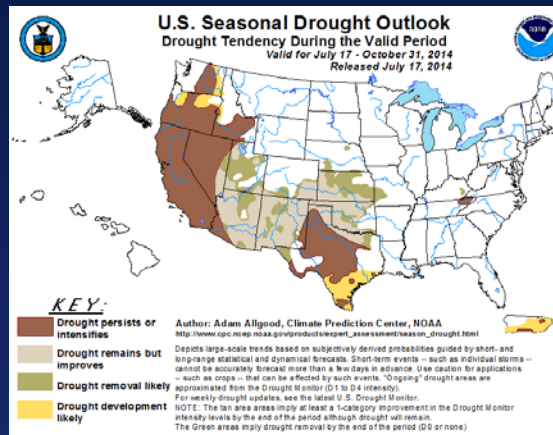 U.S. Seasonal Drought Outlook
Drought Tendency During the Valid Period
Valid for July 17 - October 31, 2014
Released July 17, 2014
NOAA
KEY:
Drought persists or
intensifies
Drought remains but
improves
Drought removal likely
Drought development
likely
Author: Adam Allgood, Climate Prediction Center, NOAA
http://www.cpc.ncep.noaa.gov/products/expert_assessment/season_drought.html
Depicts large-scale trends based on subjectively derived probabilities guided by short- and
long-range statistical and dynamical forecasts. Short-term events -- such as individual storms --
cannot be accurately forecast more than a few days in advance. Use caution for applications
-- such as crops -- that can be affected by such events. "Ongoing" drought areas are
approximated from the Drought Monitor (D1 to D4 intensity).
For weekly drought updates, see the latest U.S. Drought Monitor.
NOTE: The tan area areas imply at least a 1-category improvement in the Drought Monitor
intensity levels by the end of the period although drought will remain.
The Green areas imply drought removal by the end of the period (D0 or none)